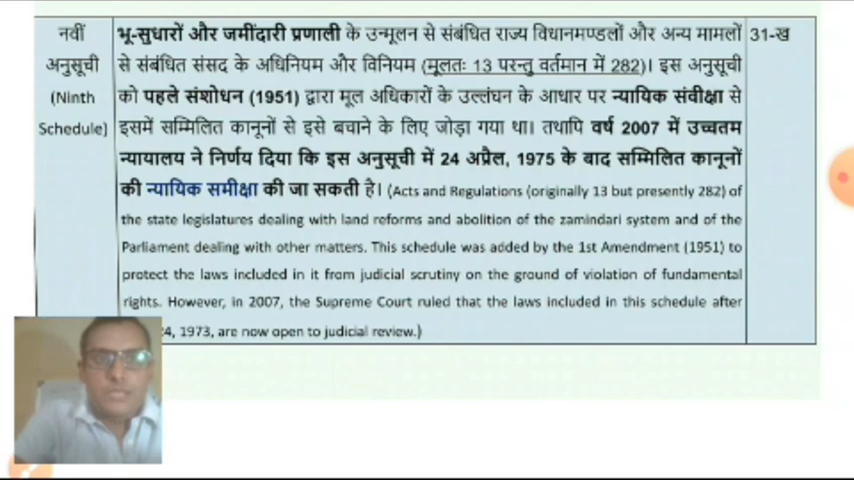 नवीं
अनुसूची
(Ninth
Schedule)
भू-सुधारों और जमींदारी प्रणाली के उन्मूलन से संबंधित राज्य विधानमण्डलों और अन्य मामलों
से संबंधित संसद के अधिनियम और विनियम (मूलतः 13 परन्तु वर्तमान में 282)। इस अनुसूची
को पहले संशोधन (1951) द्वारा मूल अधिकारों के उल्लंघन के आधार पर न्यायिक संवीक्षा से
इसमें सम्मिलित कानूनों से इसे बचाने के लिए जोड़ा गया था। तथापि वर्ष 2007 में उच्चतम
न्यायालय ने निर्णय दिया कि इस अनुसूची में 24 अप्रैल, 1975 के बाद सम्मिलित कानूनों
की न्यायिक समीक्षा की जा सकती है। (Acts and Regulations (originally 13 but presently 282) of
the state legislatures dealing with land reforms and abolition of the zamindari system and of the
Parliament dealing with other matters. This schedule was added by the 1st Amendment (1951) to
protect the laws included in it from judicial scrutiny on the ground of violation of fundamental
rights. However, in 2007, the Supreme Court ruled that the laws included in this schedule after
4, 1973, are now open to judicial review.)
31-ख